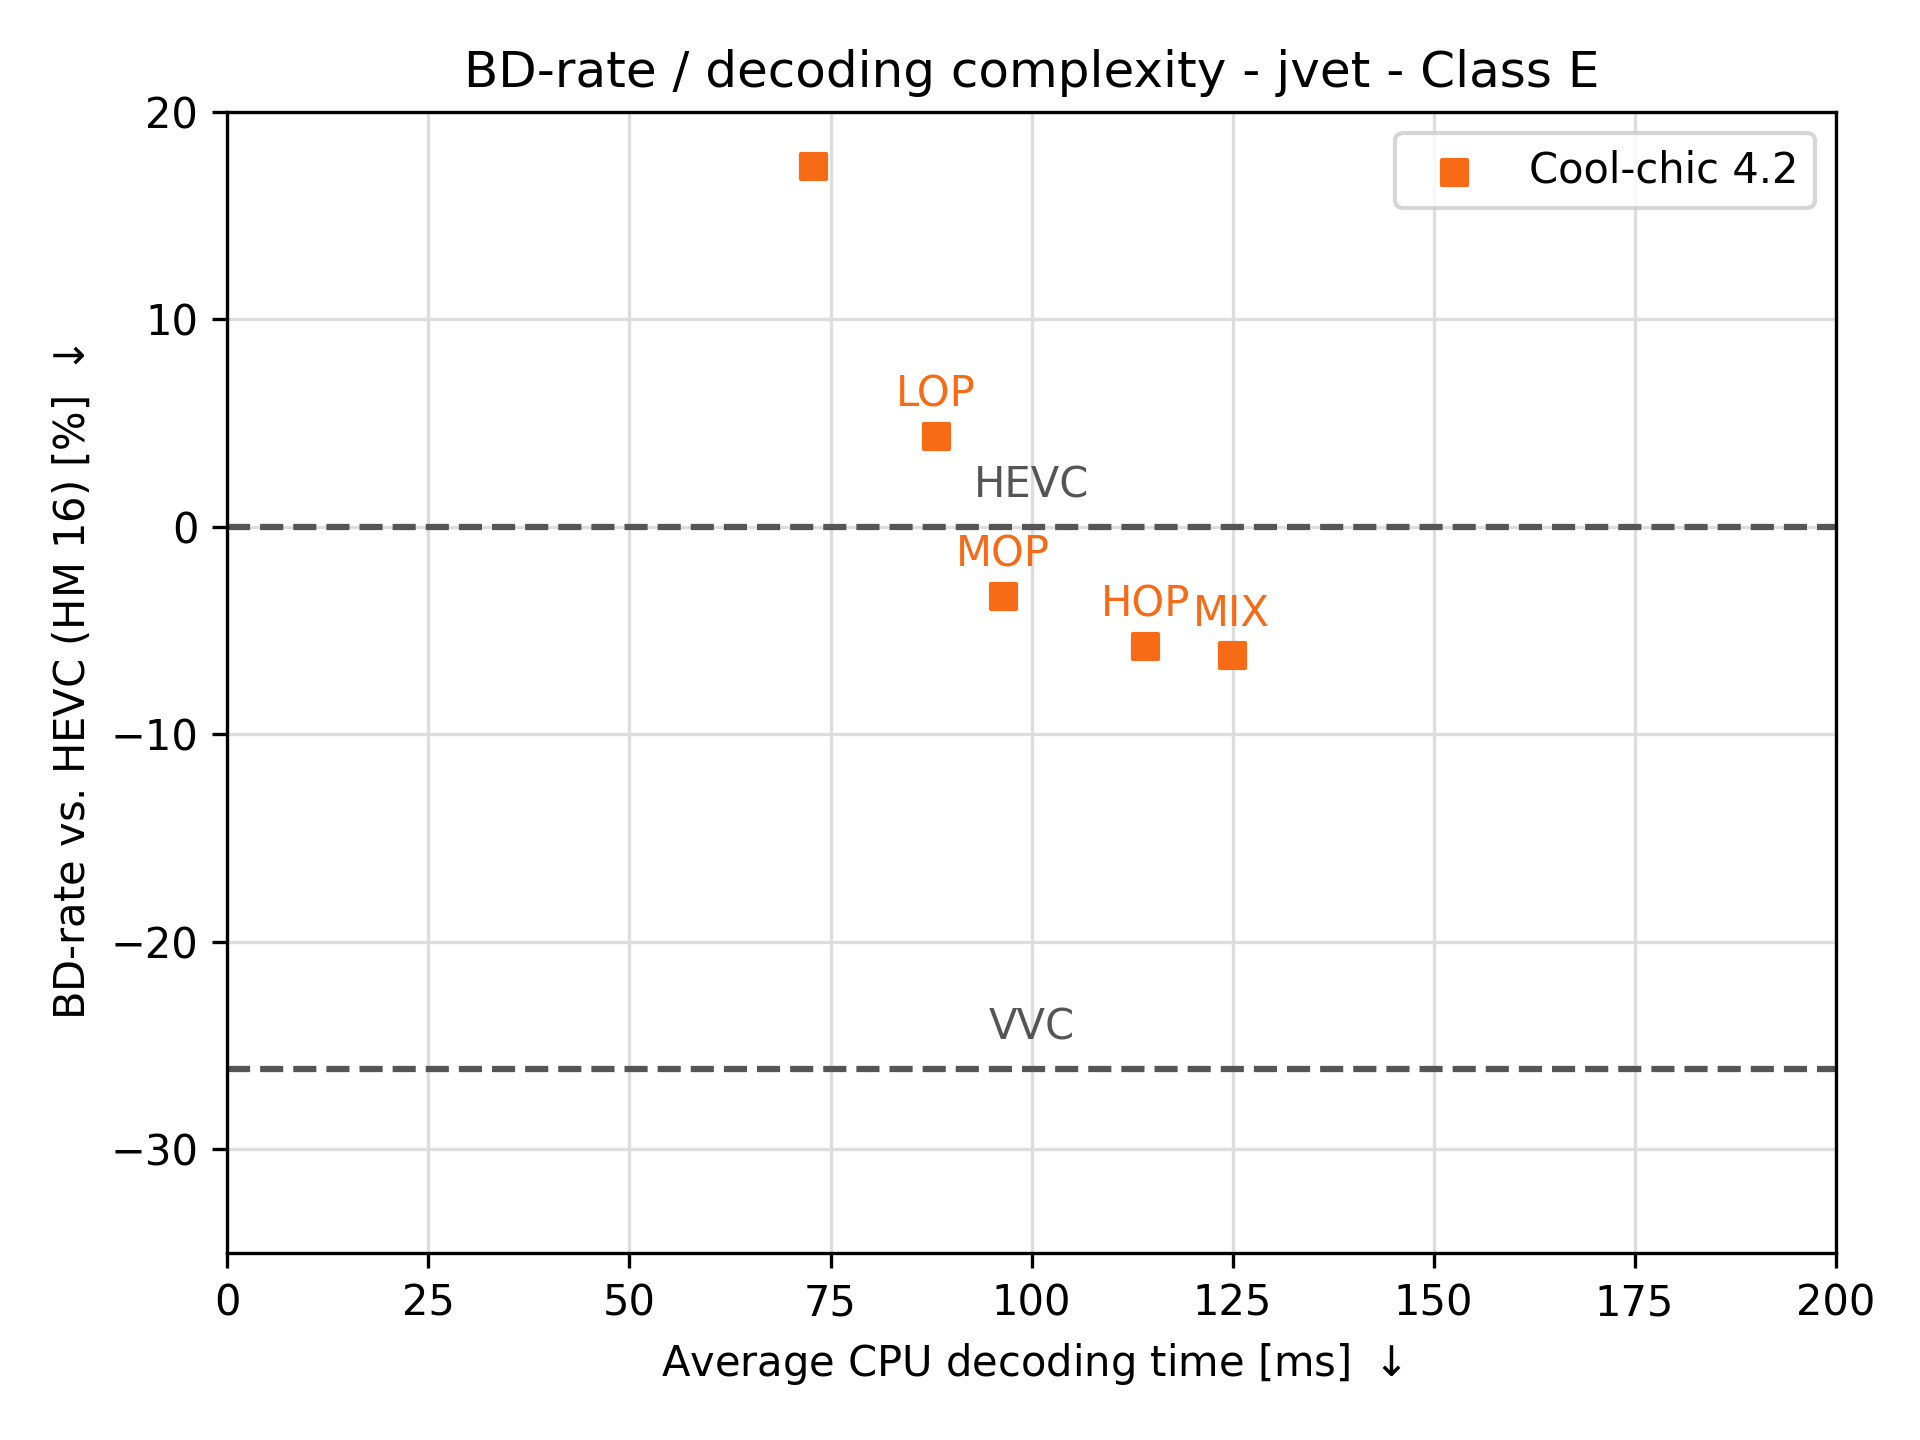 BD-rate / decoding complexity - jvet - Class E
20
10
0
−10
−20
−30
BD-rate vs. HEVC (HM 16) [%] ↓
Cool-chic 4.2
LOP
HEVC
MOP
HOP
MIX
VVC
0 25 50 75 100 125 150 175 200
Average CPU decoding time [ms] ↓